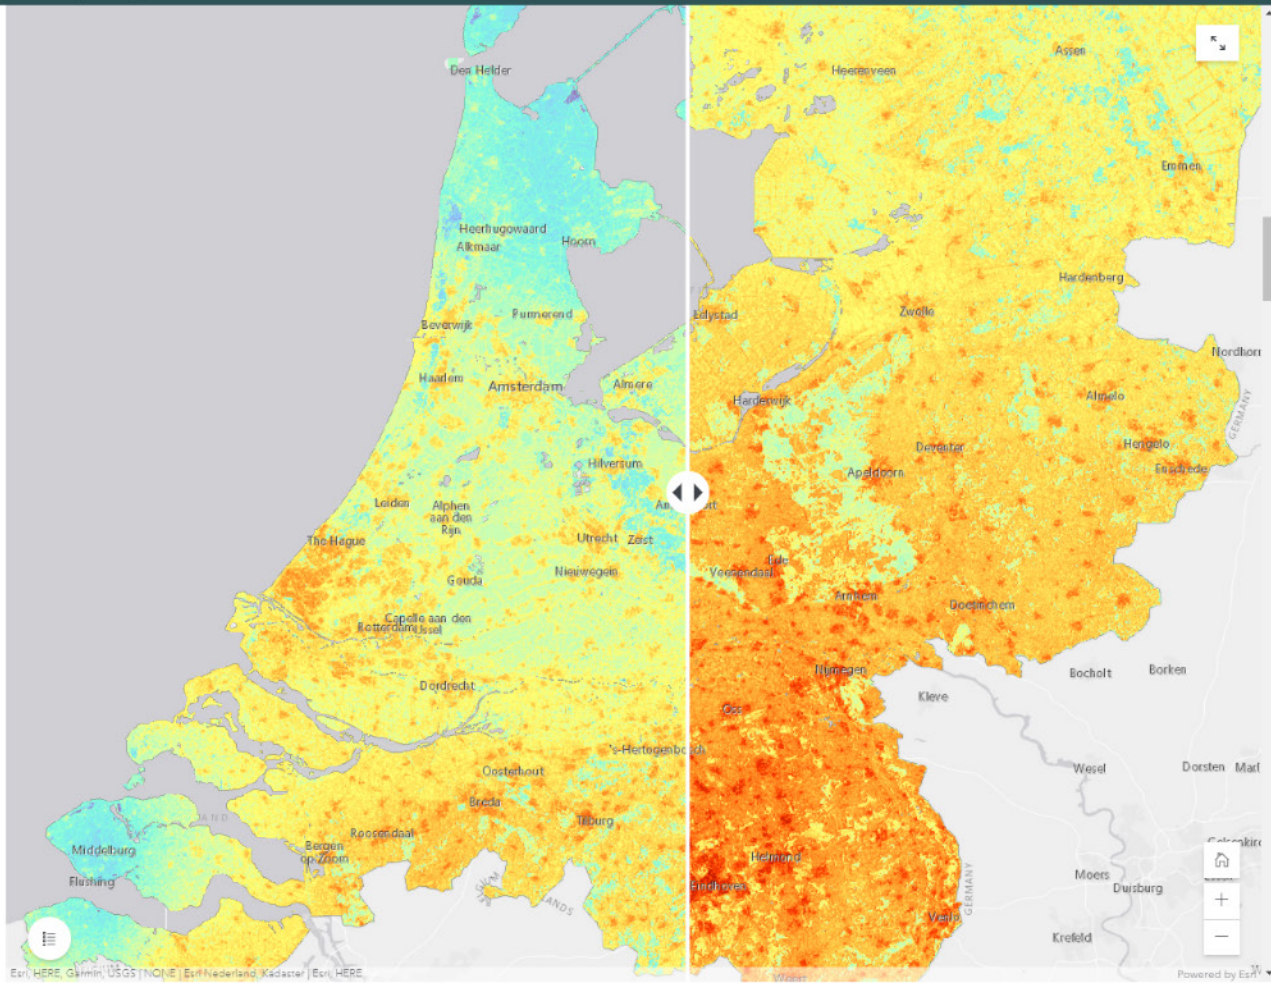 Den Helder
Heerenveen
Assen
Emmen
Heerhugowaard
Alkmaar
Hoorn
Hardenberg
Beverwijk
Purmerend
Lelystad
Zwolle
Nordhorn
Haarlem
Amsterdam
Almere
Harderwijk
Almelo
GERMANY
Hilversum
Deventer
Hengelo
Apeldoorn
Enschede
Leiden
Alphen
aan den
Rijn
The Hague
Utrecht
Zeist
Gouda
Nieuwegein
Veenendaal
Ede
Arnhem
Doetinchem
Capelle aan den
IJssel
Rotterdam
Dordrecht
Nijmegen
Bocholt
Borken
Kleve
Oss
's-Hertogenbosch
Oosterhout
Wesel
Dorsten
Marl
Breda
Tilburg
AND
Roosendaal
Bergen
op Zoom
Middelburg
Flushing
Helmond
Eindhoven
Moers
Duisburg
GERMANY
LANDS
Venlo
Krefeld
Esri, HERE, Garmin, USGS | NONE | Esri Nederland, Kadaster | Esri, HERE,
Powered by Esri